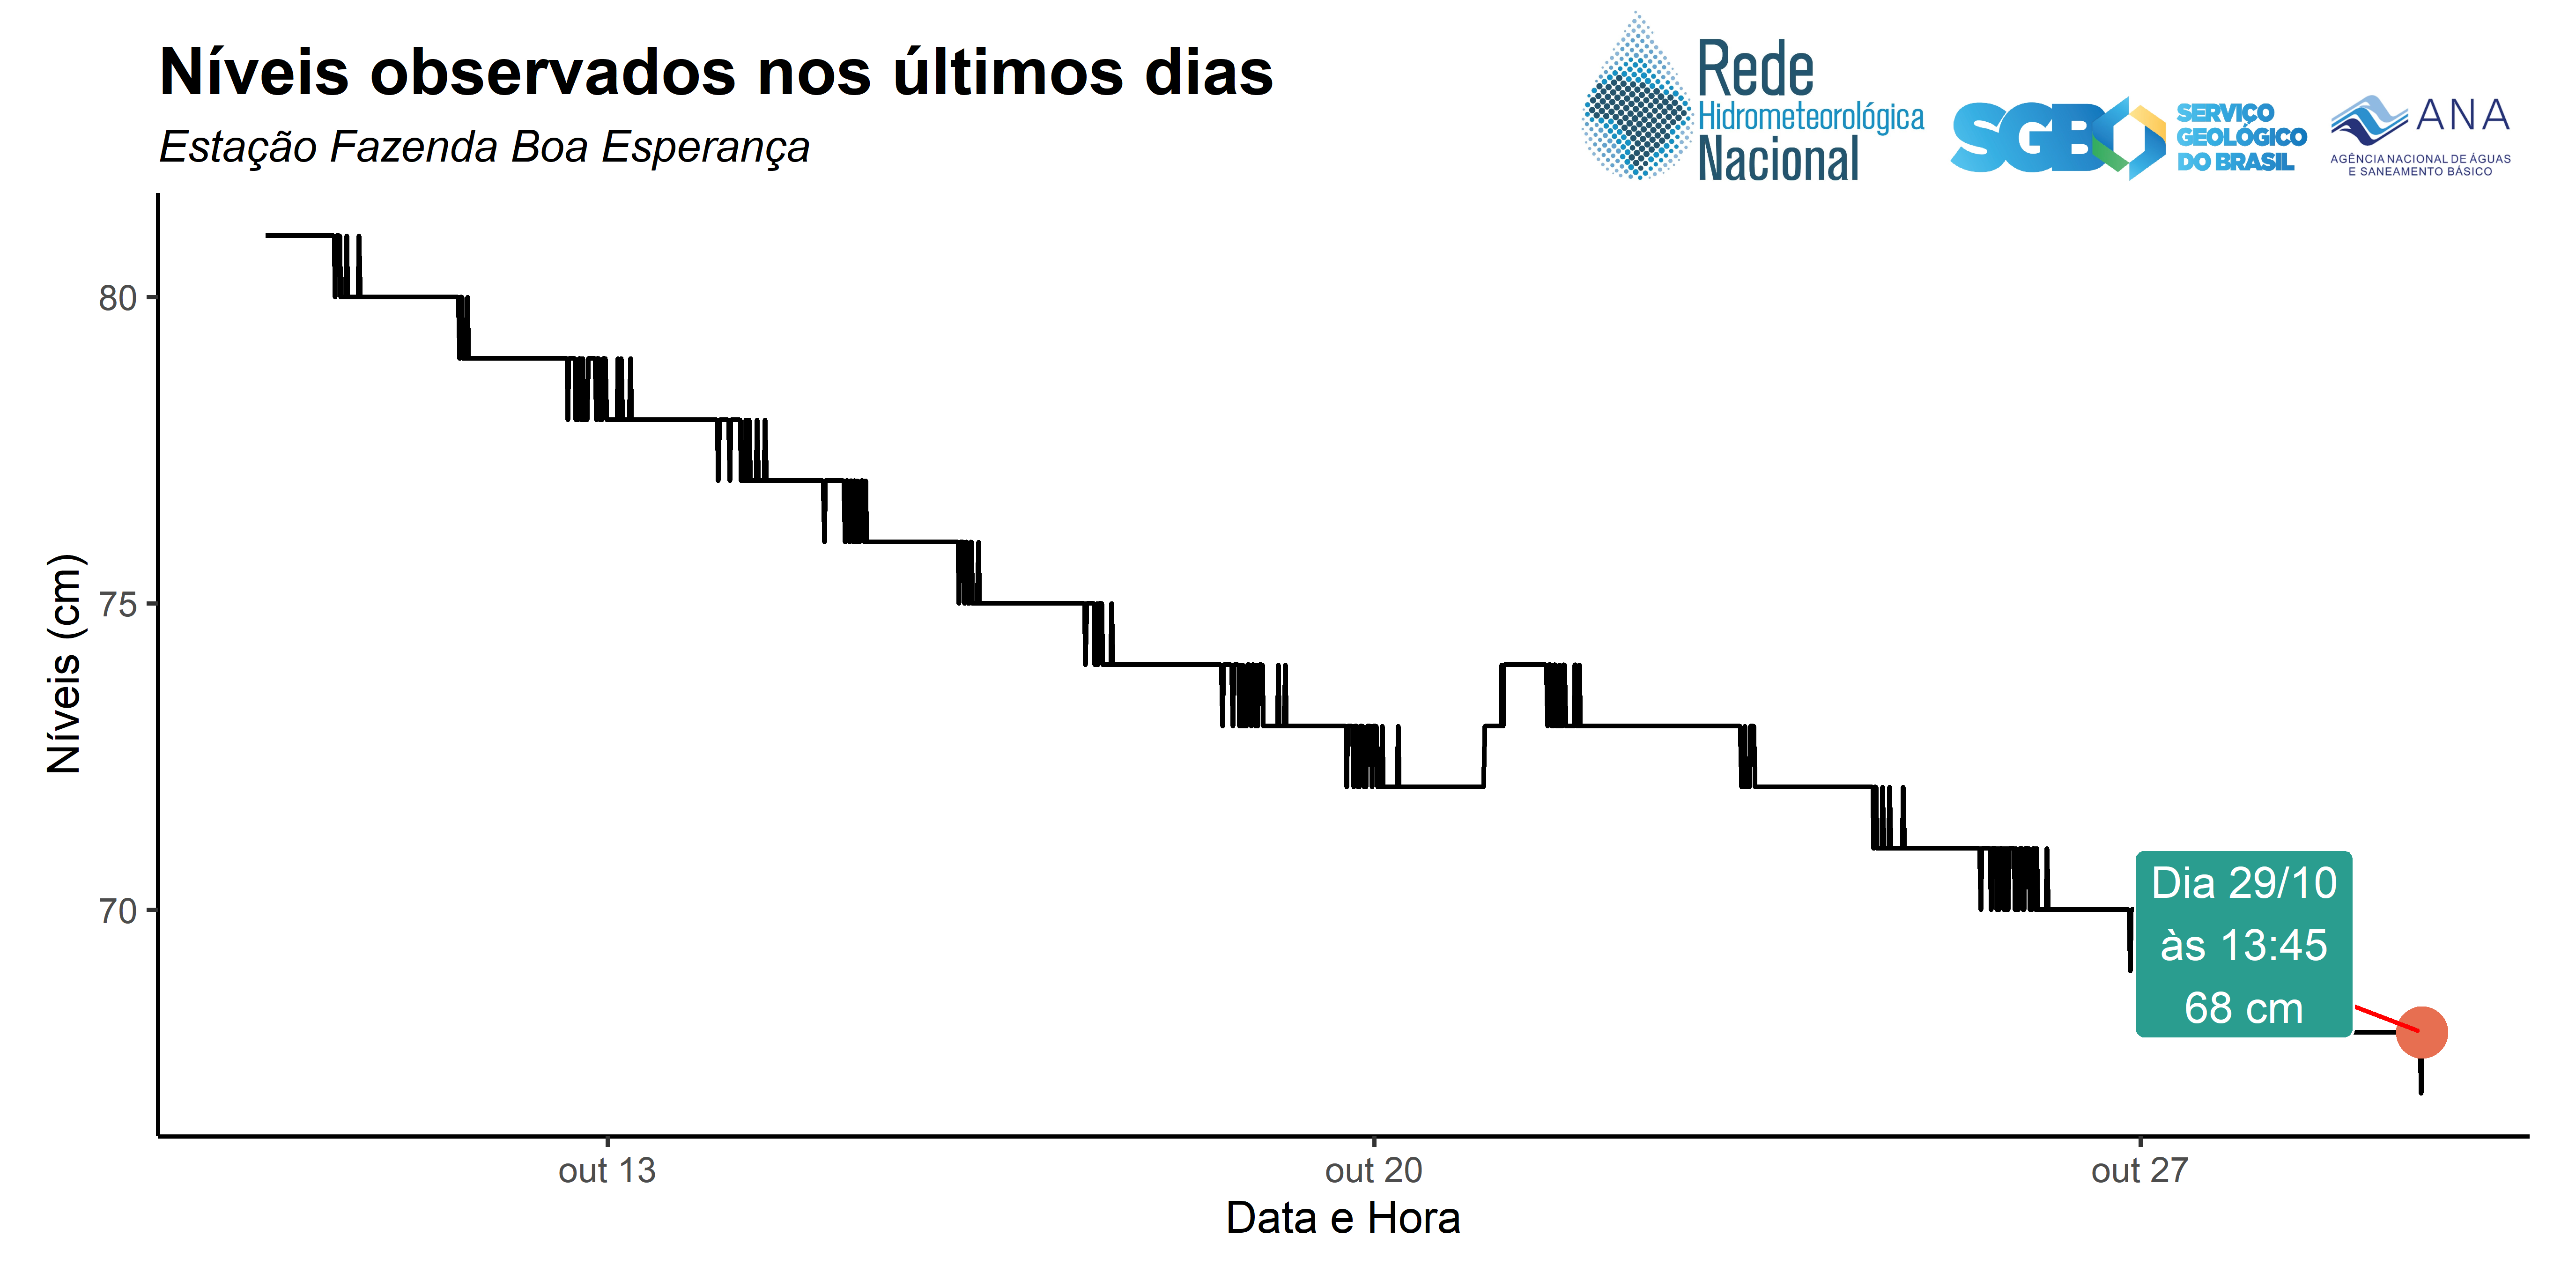 Níveis observados nos últimos dias
Estação Fazenda Boa Esperança
Rede
Hidrometeorológica
Nacional
SGB
SERVIÇO
GEOLÓGICO
DO BRASIL
ANA
AGÊNCIA NACIONAL DE ÁGUAS
E SANEAMENTO BÁSICO
Níveis (cm)
80
75
70
Dia 29/10
às 13:45
68 cm
out 13
out 20
out 27
Data e Hora